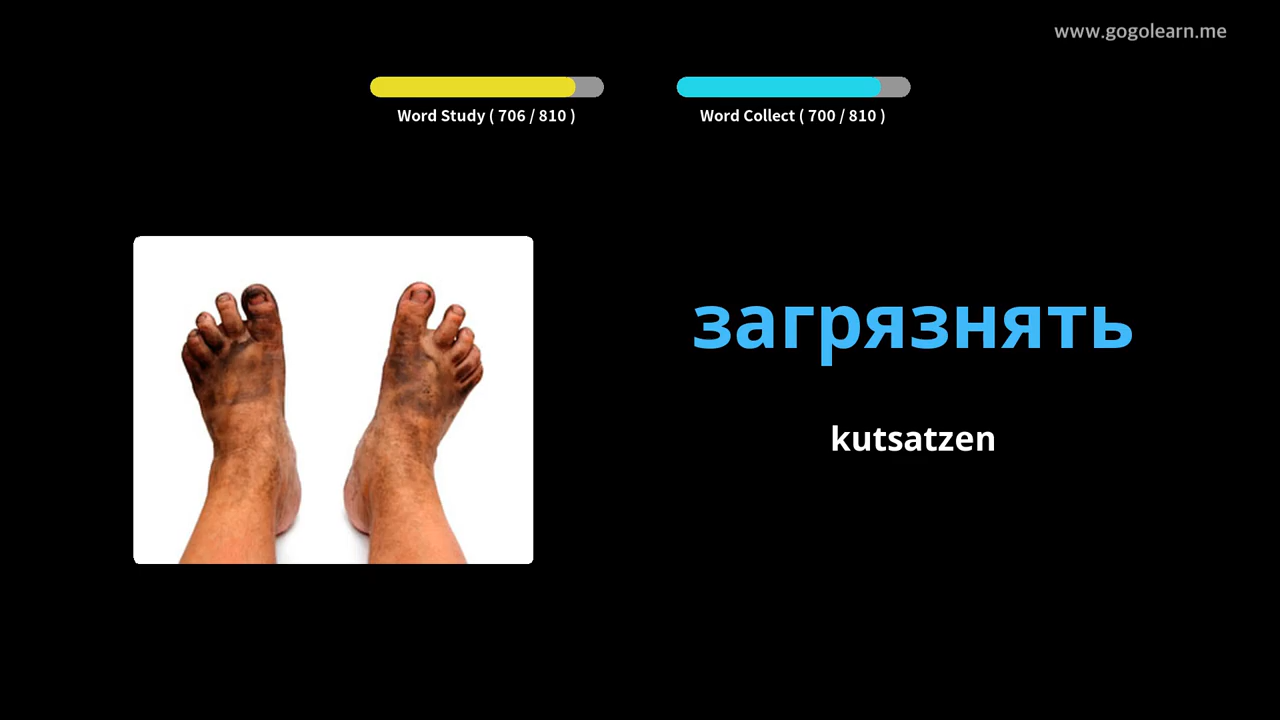 www.gogolearn.me
Word Study ( 706 / 810 )
Word Collect ( 700 / 810 )
загрязнять
kutsatzen